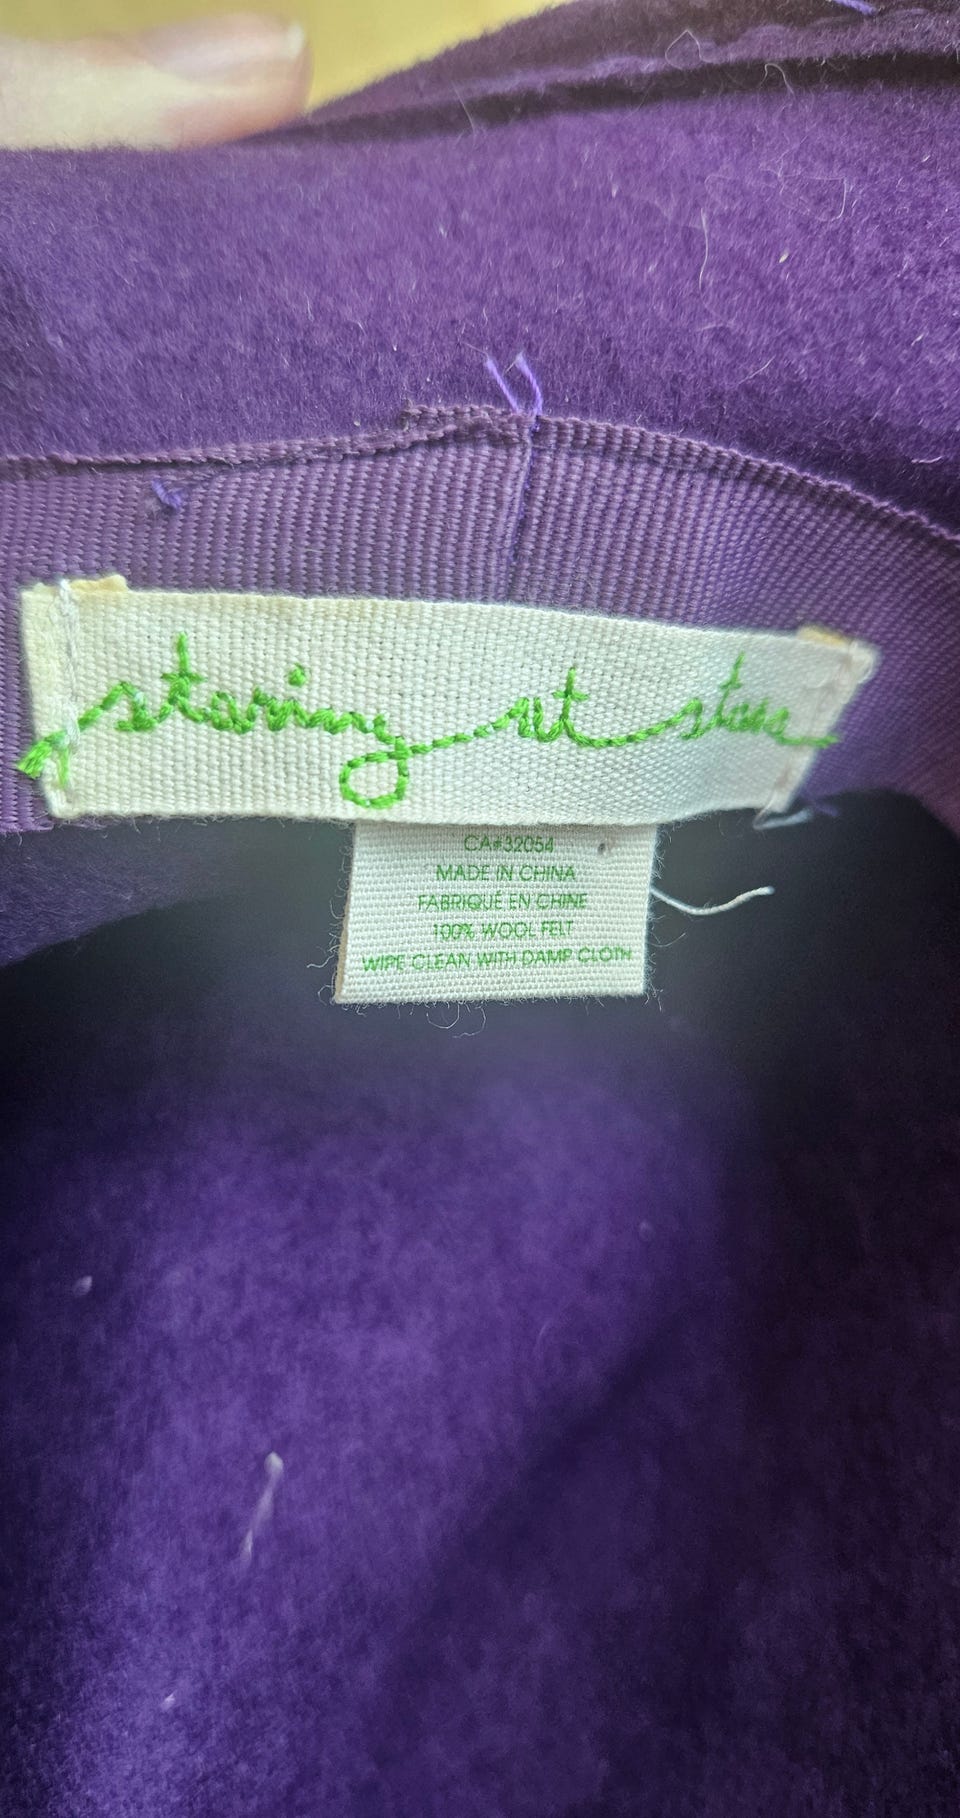 staring at stars
CA#32054
MADE IN CHINA
FABRIQUÉ EN CHINE
100% WOOL FELT
WIPE CLEAN WITH DAMP CLOTH